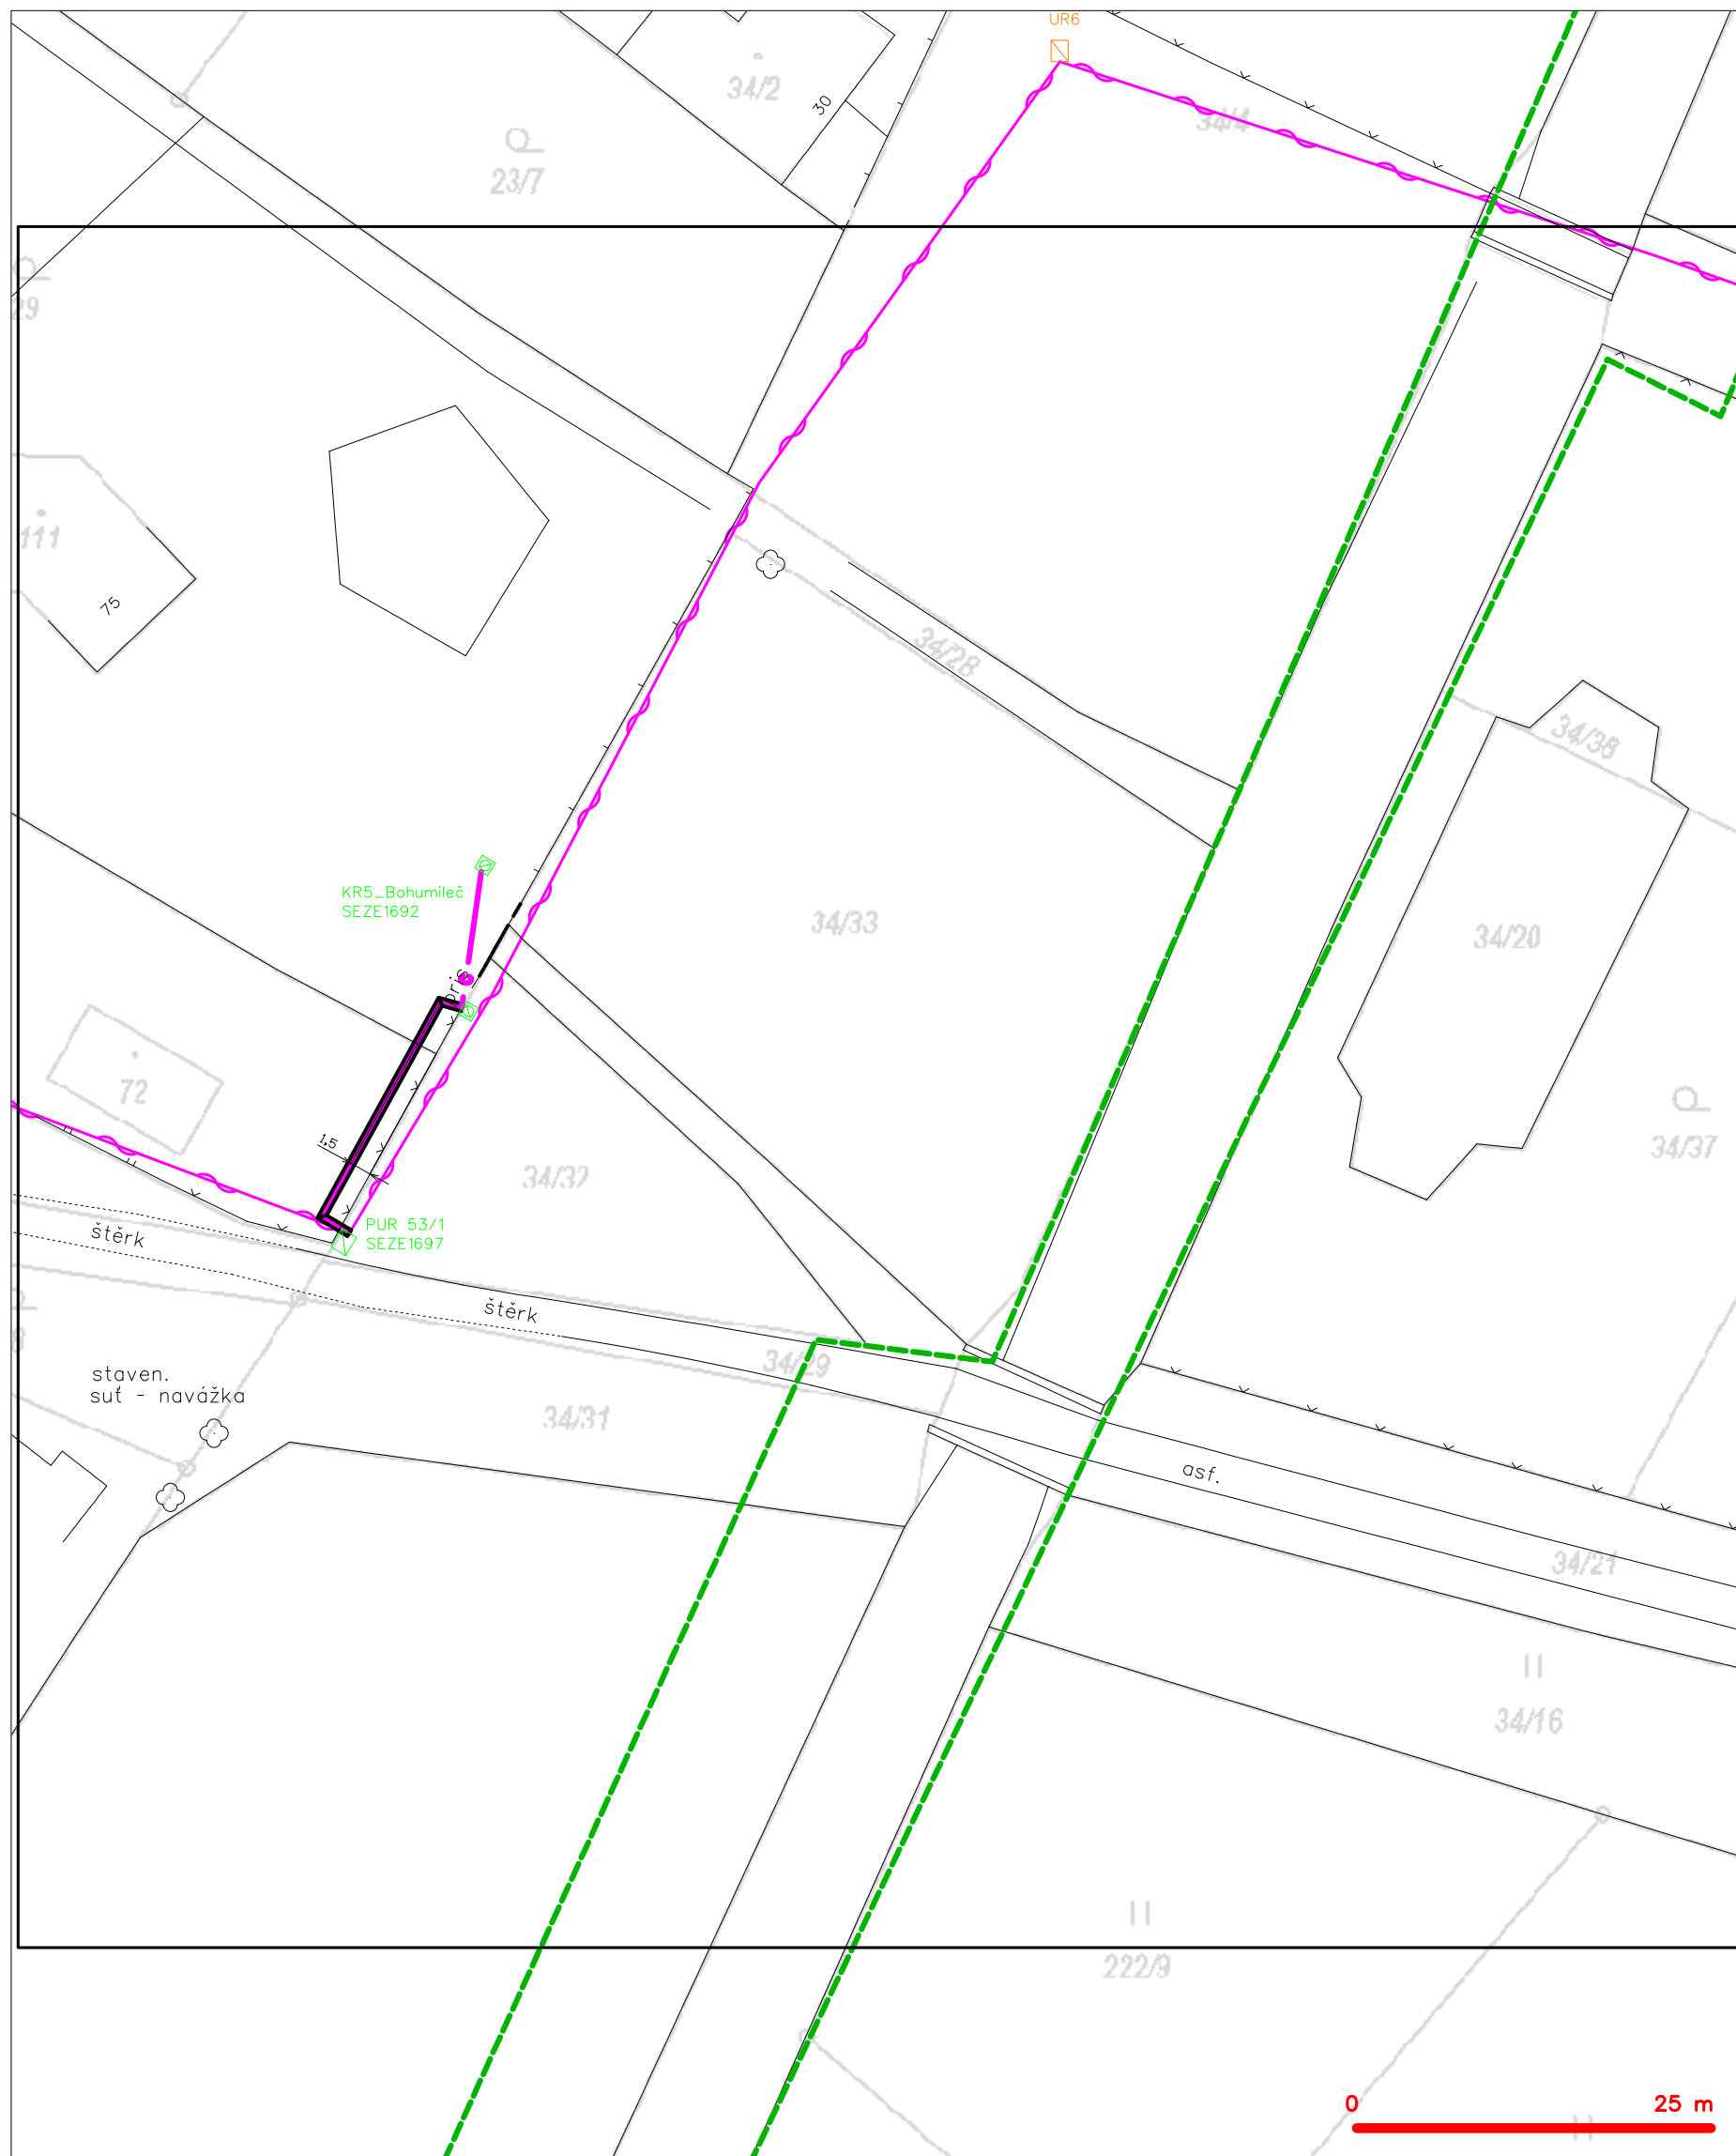 UR6
34/2
30
34/4
23/7
29
111
75
34/28
34/38
KR5_Bohumileč
SEZE1692
34/33
34/20
72
1,5
34/32
34/37
PUR 53/1
SEZE1697
štěrk
štěrk
34/29
staven.
suť - navážka
34/31
asf.
34/21
34/16
222/9
0 25 m